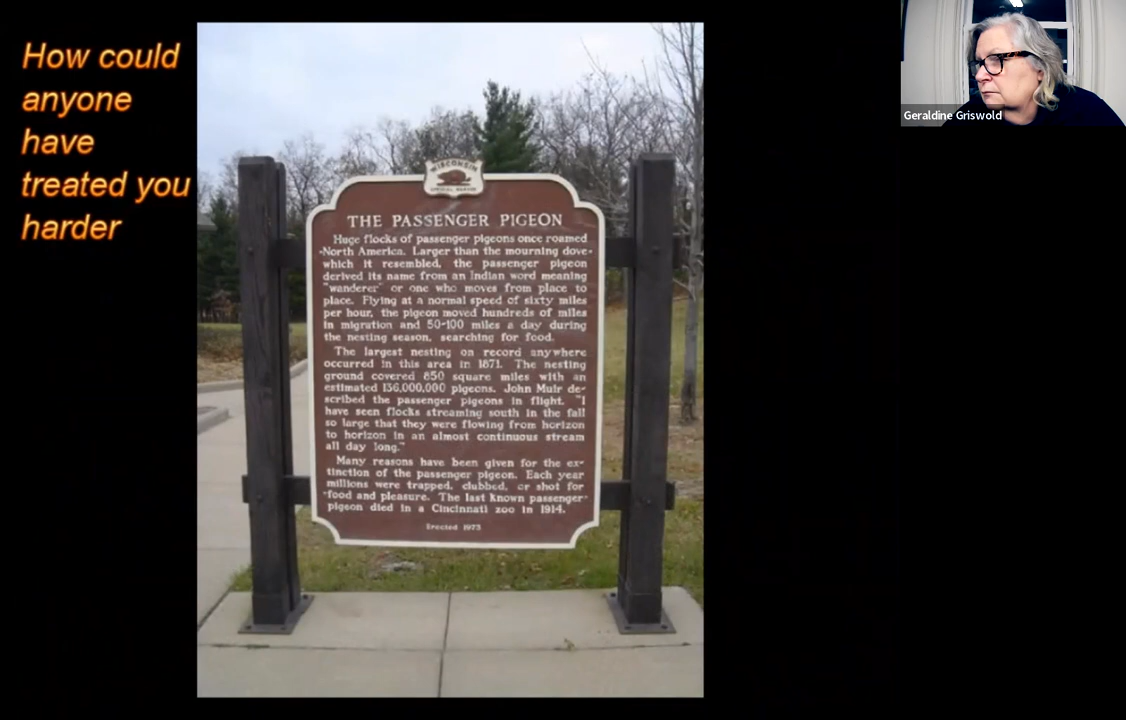 How could
anyone
have
treated you
harder
WISCONSIN
THE PASSENGER PIGEON
Huge flocks of passenger pigeons once roamed
North America. Larger than the mourning dove
which it resembled, the passenger pigeon
derived its name from an Indian word meaning
"wanderer" or one who moves from place to
place. Flying at a normal speed of sixty miles
per hour, the pigeon moved hundreds of miles
in migration and 50-100 miles a day during
the nesting season, searching for food.
The largest nesting on record anywhere
occurred in this area in 1871. The nesting
ground covered 850 square miles with an
estimated 136,000,000 pigeons. John Muir de-
scribed the passenger pigeons in flight, "I
have seen flocks streaming south in the fall
so large that they were flowing from horizon
to horizon in an almost continuous stream
all day long."
Many reasons have been given for the ex-
tinction of the passenger pigeon. Each year
millions were trapped, clubbed, or shot for
food and pleasure. The last known passenger
pigeon died in a Cincinnati zoo in 1914.
Erected 1973
Geraldine Griswold